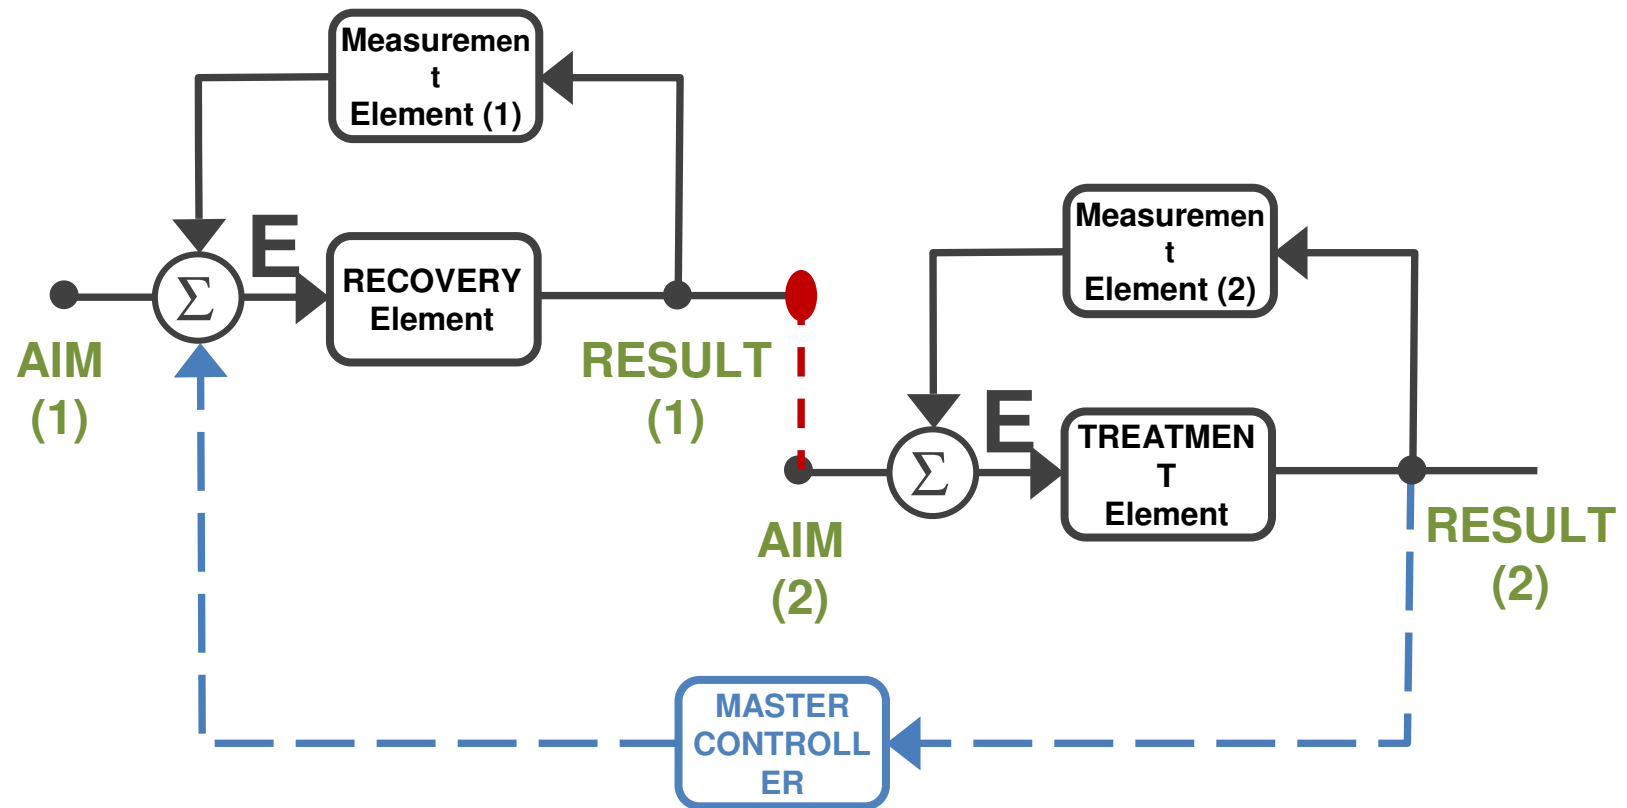 Measuremen
t
Element (1)
E
Σ
RECOVERY
Element
AIM
(1)
RESULT
(1)
Measuremen
t
Element (2)
E
Σ
TREATMEN
T
Element
AIM
(2)
RESULT
(2)
MASTER
CONTROLL
ER